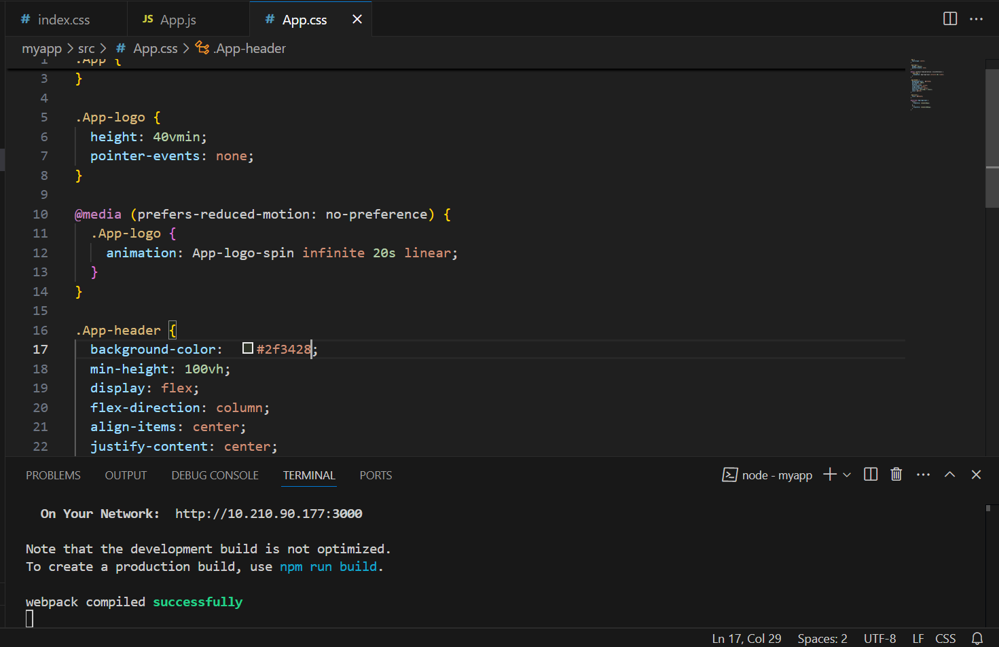 # index.css
JS App.js
# App.css
myapp > src > # App.css > .App-header
1 .App {
3 }
4
5 .App-logo {
6 height: 40vmin;
7 pointer-events: none;
8 }
9
10 @media (prefers-reduced-motion: no-preference) {
11 .App-logo {
12 animation: App-logo-spin infinite 20s linear;
13 }
14 }
15
16 .App-header {
17 background-color: #2f3428;
18 min-height: 100vh;
19 display: flex;
20 flex-direction: column;
21 align-items: center;
22 justify-content: center;
PROBLEMS OUTPUT DEBUG CONSOLE TERMINAL PORTS
node - myapp
On Your Network: http://10.210.90.177:3000
Note that the development build is not optimized.
To create a production build, use npm run build.
webpack compiled successfully
Ln 17, Col 29 Spaces: 2 UTF-8 LF CSS